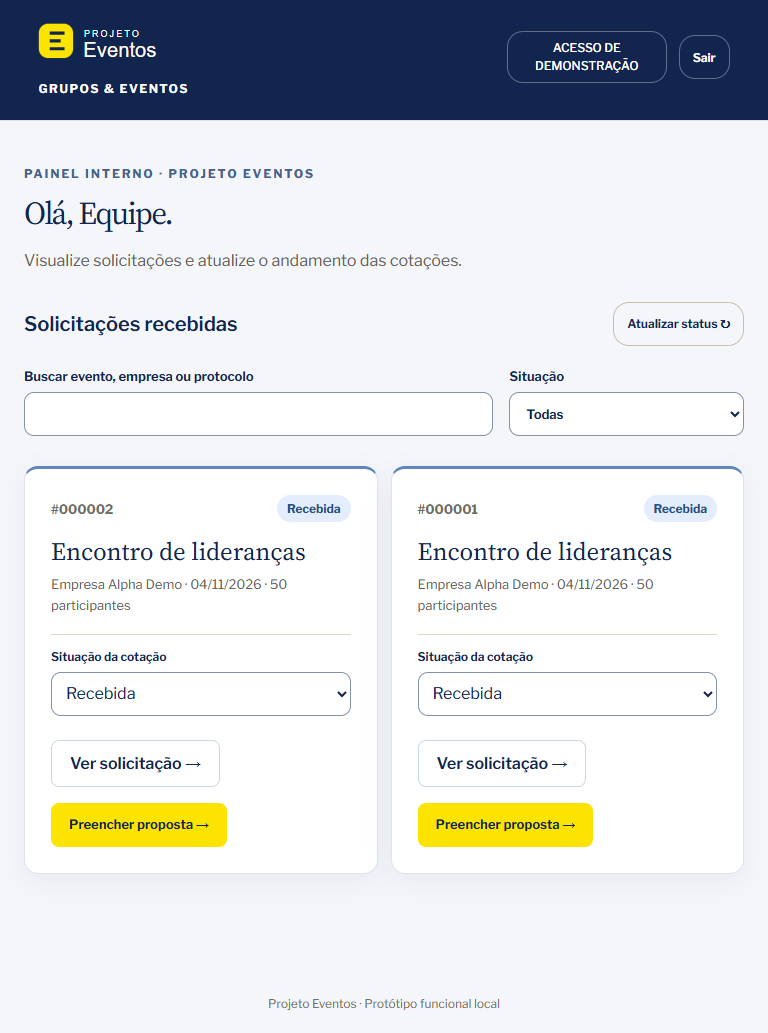 PROJETO
Eventos
GRUPOS & EVENTOS
ACESSO DE
DEMONSTRAÇÃO
Sair
PAINEL INTERNO · PROJETO EVENTOS
Olá, Equipe.
Visualize solicitações e atualize o andamento das cotações.
Solicitações recebidas
Atualizar status ↻
Buscar evento, empresa ou protocolo
Situação
Todas
#000002
Recebida
Encontro de lideranças
Empresa Alpha Demo · 04/11/2026 · 50
participantes
Situação da cotação
Recebida
Ver solicitação →
Preencher proposta →
#000001
Recebida
Encontro de lideranças
Empresa Alpha Demo · 04/11/2026 · 50
participantes
Situação da cotação
Recebida
Ver solicitação →
Preencher proposta →
Projeto Eventos · Protótipo funcional local